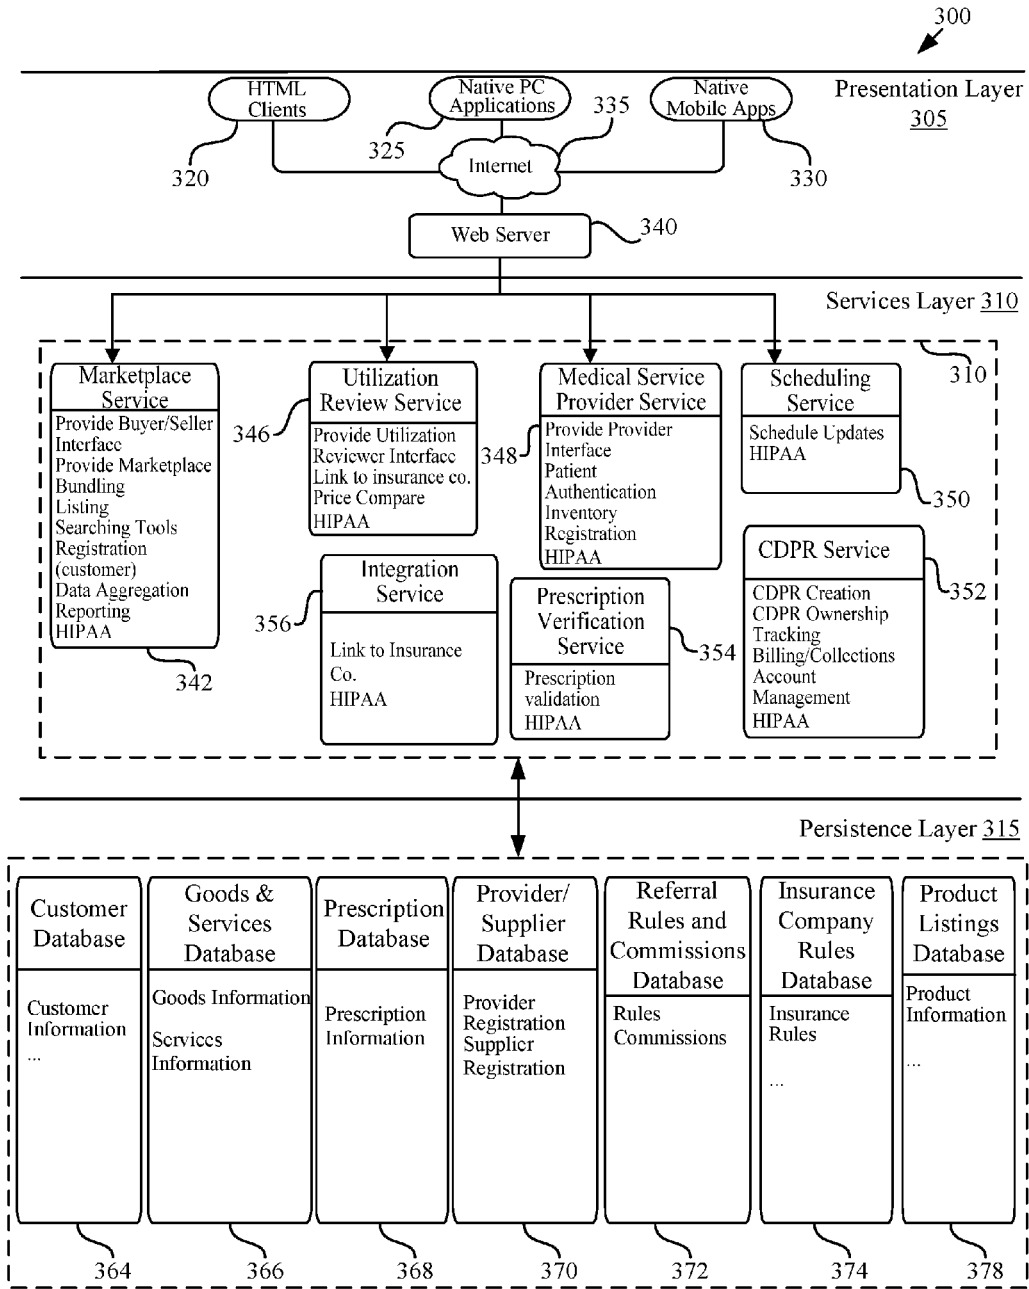 300
Presentation Layer
305
HTML
Clients
Native PC
Applications
Native
Mobile Apps
320
325
335
330
Internet
Web Server
340
Services Layer 310
310
Marketplace
Service
Provide Buyer/Seller
Interface
Provide Marketplace
Bundling
Listing
Searching Tools
Registration
(customer)
Data Aggregation
Reporting
HIPAA
342
Utilization
Review Service
Provide Utilization
Reviewer Interface
Link to insurance co.
Price Compare
HIPAA
346
Medical Service
Provider Service
Provide Provider
Interface
Patient
Authentication
Inventory
Registration
HIPAA
348
Scheduling
Service
Schedule Updates
HIPAA
350
Integration
Service
Link to Insurance
Co.
HIPAA
356
Prescription
Verification
Service
Prescription
validation
HIPAA
354
CDPR Service
CDPR Creation
CDPR Ownership
Tracking
Billing/Collections
Account
Management
HIPAA
352
Persistence Layer 315
Customer
Database
Customer
Information
...
364
Goods &
Services
Database
Goods Information
Services
Information
366
Prescription
Database
Prescription
Information
368
Provider/
Supplier
Database
Provider
Registration
Supplier
Registration
370
Referral
Rules and
Commissions
Database
Rules
Commissions
372
Insurance
Company
Rules
Database
Insurance
Rules
...
374
Product
Listings
Database
Product
Information
...
378